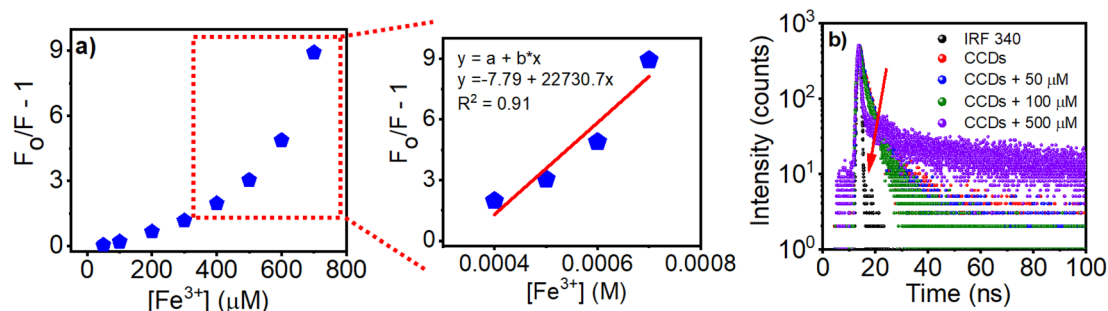 a)
F₀/F - 1
9
6
3
0
0 200 400 600 800
[Fe³⁺] (μM)
F₀/F - 1
9
6
3
0
y = a + b*x
y =-7.79 + 22730.7x
R² = 0.91
0.0004 0.0006 0.0008
[Fe³⁺] (M)
b)
Intensity (counts)
10³
10²
10¹
10⁰
IRF 340
CCDs
CCDs + 50 μM
CCDs + 100 μM
CCDs + 500 μM
0 20 40 60 80 100
Time (ns)